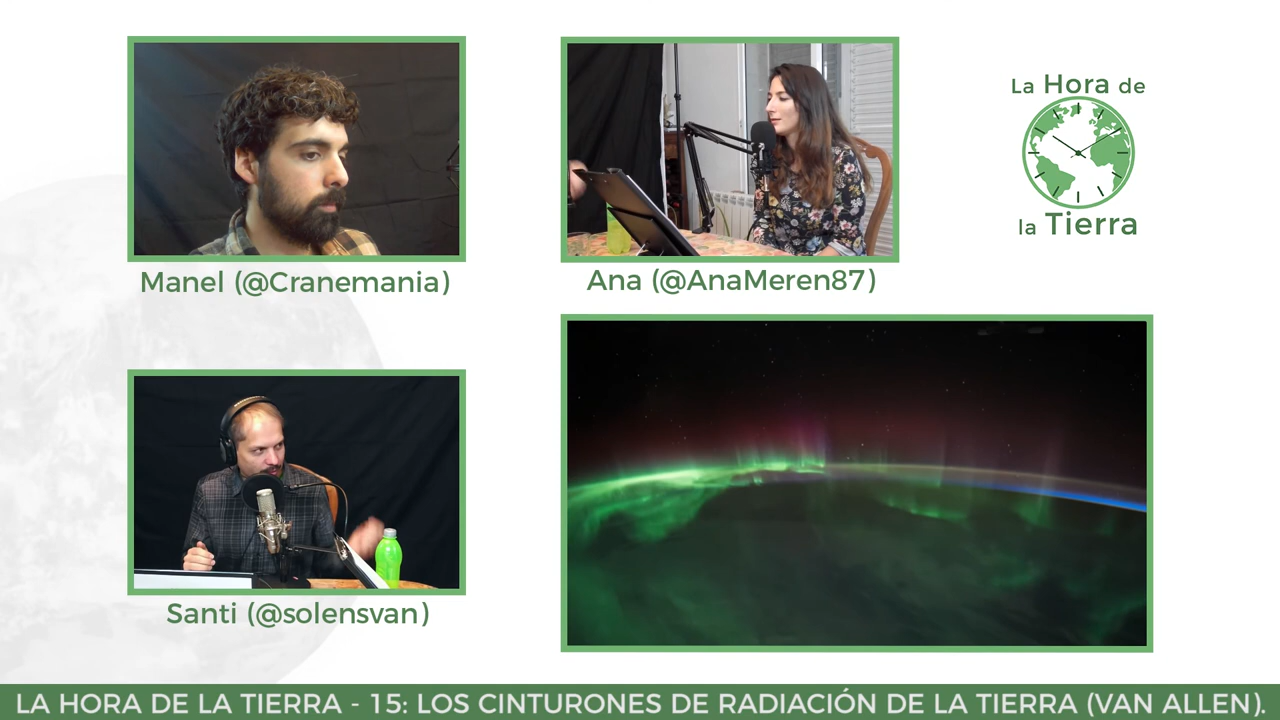 La Hora de
la Tierra
Manel (@Cranemania)
Ana (@AnaMeren87)
Santi (@solensvan)
LA HORA DE LA TIERRA - 15: LOS CINTURONES DE RADIACIÓN DE LA TIERRA (VAN ALLEN).